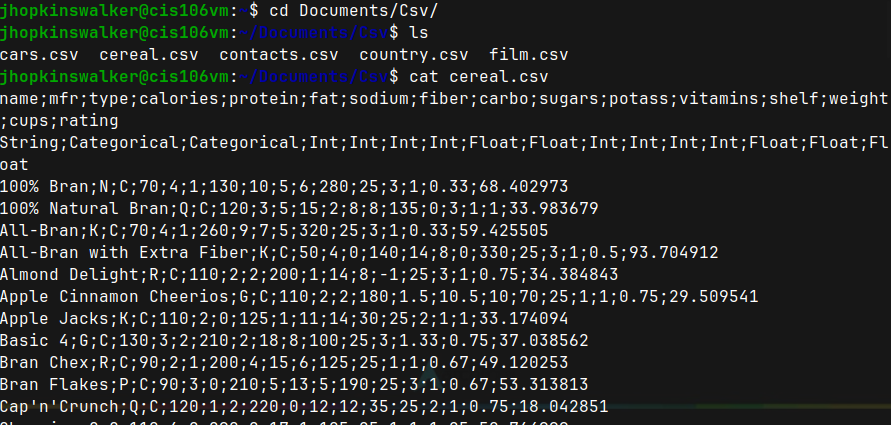 jhopkinswalker@cis106vm:~$ cd Documents/Csv/
jhopkinswalker@cis106vm:~/Documents/Csv$ ls
cars.csv  cereal.csv  contacts.csv  country.csv  film.csv
jhopkinswalker@cis106vm:~/Documents/Csv$ cat cereal.csv
name;mfr;type;calories;protein;fat;sodium;fiber;carbo;sugars;potass;vitamins;shelf;weight
;cups;rating
String;Categorical;Categorical;Int;Int;Int;Int;Float;Float;Int;Int;Int;Int;Float;Float;Fl
oat
100% Bran;N;C;70;4;1;130;10;5;6;280;25;3;1;0.33;68.402973
100% Natural Bran;Q;C;120;3;5;15;2;8;8;135;0;3;1;1;33.983679
All-Bran;K;C;70;4;1;260;9;7;5;320;25;3;1;0.33;59.425505
All-Bran with Extra Fiber;K;C;50;4;0;140;14;8;0;330;25;3;1;0.5;93.704912
Almond Delight;R;C;110;2;2;200;1;14;8;-1;25;3;1;0.75;34.384843
Apple Cinnamon Cheerios;G;C;110;2;2;180;1.5;10.5;10;70;25;1;1;0.75;29.509541
Apple Jacks;K;C;110;2;0;125;1;11;14;30;25;2;1;1;33.174094
Basic 4;G;C;130;3;2;210;2;18;8;100;25;3;1.33;0.75;37.038562
Bran Chex;R;C;90;2;1;200;4;15;6;125;25;1;1;0.67;49.120253
Bran Flakes;P;C;90;3;0;210;5;13;5;190;25;3;1;0.67;53.313813
Cap'n'Crunch;Q;C;120;1;2;220;0;12;12;35;25;2;1;0.75;18.042851